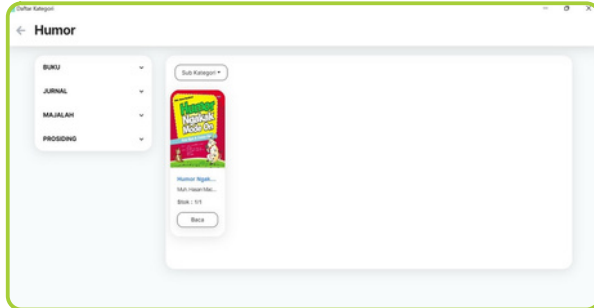 Daftar Kategori
Humor
BUKU
JURNAL
MAJALAH
PROSIDING
Sub Kategori
Humor
Ngakak
Mode On
Humor Ngak...
Muh. Hasan Mat...
Stok : 1/1
Baca